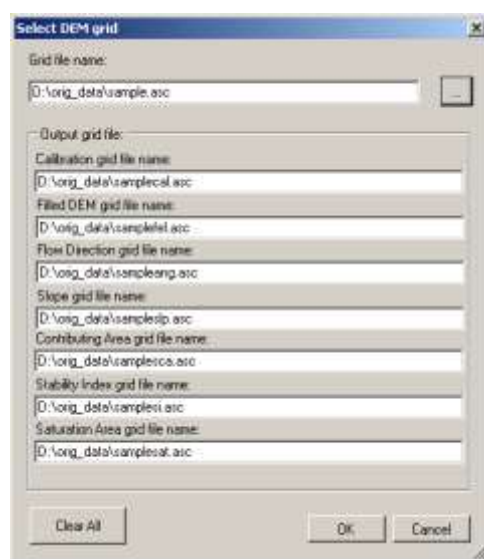 Select DEM grid
Grid file name:
D:\orig_data\sample.asc
...
Output grid file:
Calibration grid file name:
D:\orig_data\samplecal.asc
Filled DEM grid file name:
D:\orig_data\samplefel.asc
Flow Direction grid file name:
D:\orig_data\sampleang.asc
Slope grid file name:
D:\orig_data\sampleslp.asc
Contributing Area grid file name:
D:\orig_data\samplesca.asc
Stability Index grid file name:
D:\orig_data\samplesi.asc
Saturation Area grid file name:
D:\orig_data\samplesat.asc
Clear All
OK
Cancel